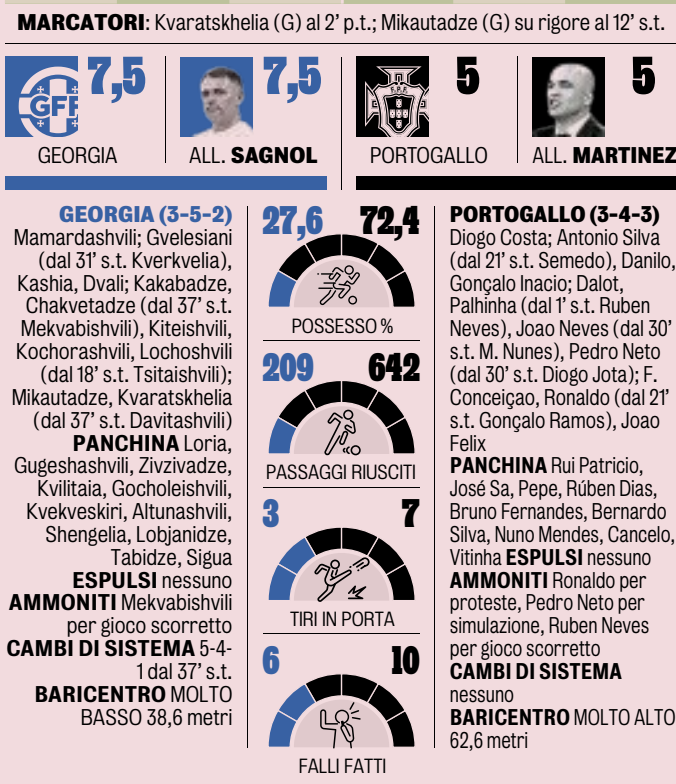 MARCATORI: Kvaratskhelia (G) al 2’ p.t.; Mikautadze (G) su rigore al 12’ s.t.
GFF
7,5
GEORGIA
7,5
ALL. SAGNOL
5
PORTOGALLO
5
ALL. MARTINEZ
GEORGIA (3-5-2)
Mamardashvili; Gvelesiani
(dal 31’ s.t. Kverkvelia),
Kashia, Dvali; Kakabadze,
Chakvetadze (dal 37’ s.t.
Mekvabishvili), Kiteishvili,
Kochorashvili, Lochoshvili
(dal 18’ s.t. Tsitaishvili);
Mikautadze, Kvaratskhelia
(dal 37’ s.t. Davitashvili)
PANCHINA Loria,
Gugeshashvili, Zivzivadze,
Kvilitaia, Gocholeishvili,
Kvekveskiri, Altunashvili,
Shengelia, Lobjanidze,
Tabidze, Sigua
ESPULSI nessuno
AMMONITI Mekvabishvili
per gioco scorretto
CAMBI DI SISTEMA 5-4-
1 dal 37’ s.t.
BARICENTRO MOLTO
BASSO 38,6 metri
27,6 72,4
POSSESSO %
209 642
PASSAGGI RIUSCITI
3 7
TIRI IN PORTA
6 10
FALLI FATTI
PORTOGALLO (3-4-3)
Diogo Costa; Antonio Silva
(dal 21’ s.t. Semedo), Danilo,
Gonçalo Inacio; Dalot,
Palhinha (dal 1’ s.t. Ruben
Neves), Joao Neves (dal 30’
s.t. M. Nunes), Pedro Neto
(dal 30’ s.t. Diogo Jota); F.
Conceiçao, Ronaldo (dal 21’
s.t. Gonçalo Ramos), Joao
Felix
PANCHINA Rui Patricio,
José Sa, Pepe, Rúben Dias,
Bruno Fernandes, Bernardo
Silva, Nuno Mendes, Cancelo,
Vitinha ESPULSI nessuno
AMMONITI Ronaldo per
proteste, Pedro Neto per
simulazione, Ruben Neves
per gioco scorretto
CAMBI DI SISTEMA
nessuno
BARICENTRO MOLTO ALTO
62,6 metri